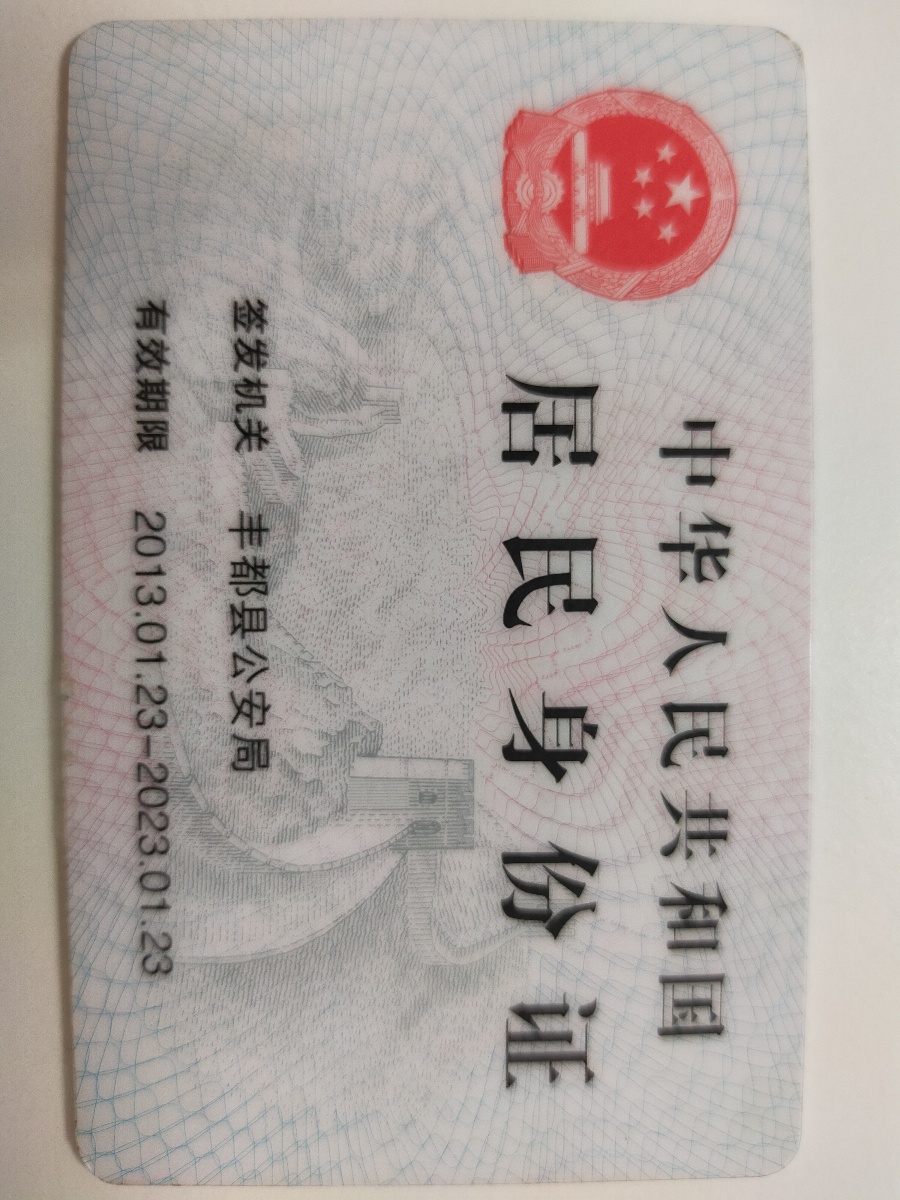 中华人民共和国
居民身份证
签发机关 丰都县公安局
有效期限 2013.01.23-2023.01.23